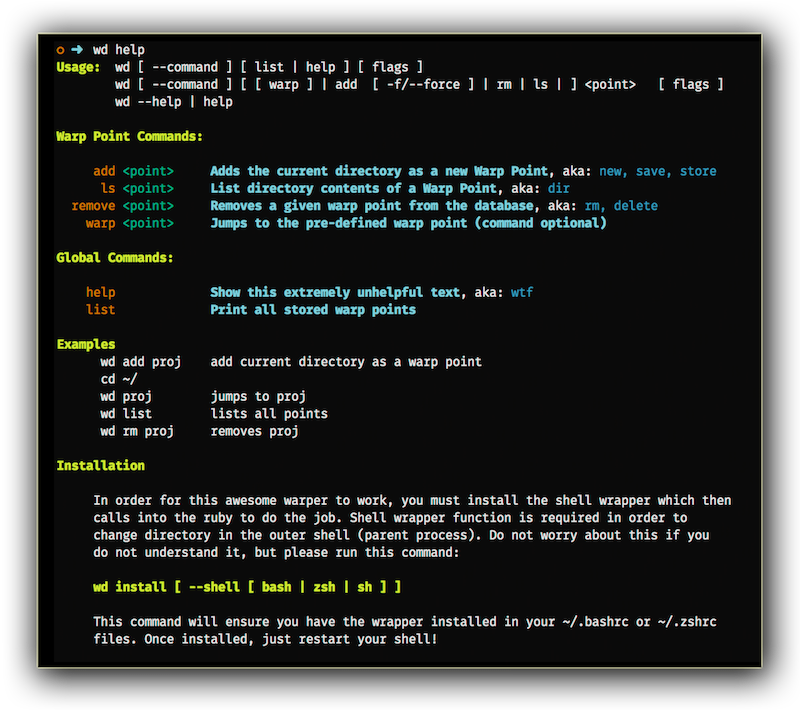 ○ ➜ wd help
Usage: wd [ --command ] [ list | help ] [ flags ]
wd [ --command ] [ [ warp ] | add [ -f/--force ] | rm | ls | ] <point> [ flags ]
wd --help | help
Warp Point Commands:
add <point> Adds the current directory as a new Warp Point, aka: new, save, store
ls <point> List directory contents of a Warp Point, aka: dir
remove <point> Removes a given warp point from the database, aka: rm, delete
warp <point> Jumps to the pre-defined warp point (command optional)
Global Commands:
help Show this extremely unhelpful text, aka: wtf
list Print all stored warp points
Examples
wd add proj add current directory as a warp point
cd ~/
wd proj jumps to proj
wd list lists all points
wd rm proj removes proj
Installation
In order for this awesome warper to work, you must install the shell wrapper which then
calls into the ruby to do the job. Shell wrapper function is required in order to
change directory in the outer shell (parent process). Do not worry about this if you
do not understand it, but please run this command:
wd install [ --shell [ bash | zsh | sh ] ]
This command will ensure you have the wrapper installed in your ~/.bashrc or ~/.zshrc
files. Once installed, just restart your shell!